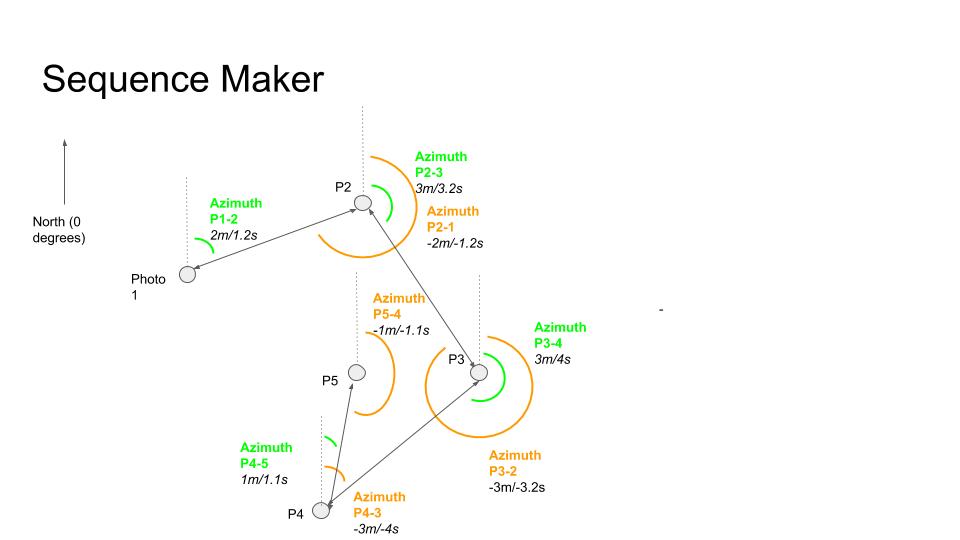 Sequence Maker
North (0
degrees)
Photo
1
Azimuth
P1-2
2m/1.2s
P2
Azimuth
P2-3
3m/3.2s
Azimuth
P2-1
-2m/-1.2s
Azimuth
P5-4
-1m/-1.1s
P5
P3
Azimuth
P3-4
3m/4s
-
Azimuth
P3-2
-3m/-3.2s
Azimuth
P4-5
1m/1.1s
P4
Azimuth
P4-3
-3m/-4s